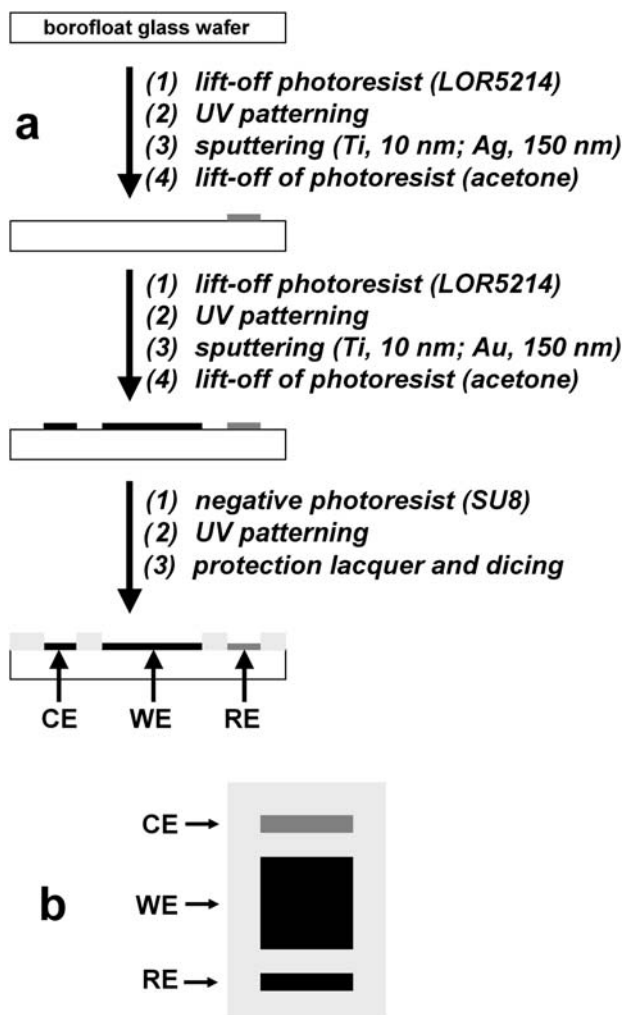 borofloat glass wafer
a
(1) lift-off photoresist (LOR5214)
(2) UV patterning
(3) sputtering (Ti, 10 nm; Ag, 150 nm)
(4) lift-off of photoresist (acetone)
(1) lift-off photoresist (LOR5214)
(2) UV patterning
(3) sputtering (Ti, 10 nm; Au, 150 nm)
(4) lift-off of photoresist (acetone)
(1) negative photoresist (SU8)
(2) UV patterning
(3) protection lacquer and dicing
CE WE RE
b
CE
WE
RE